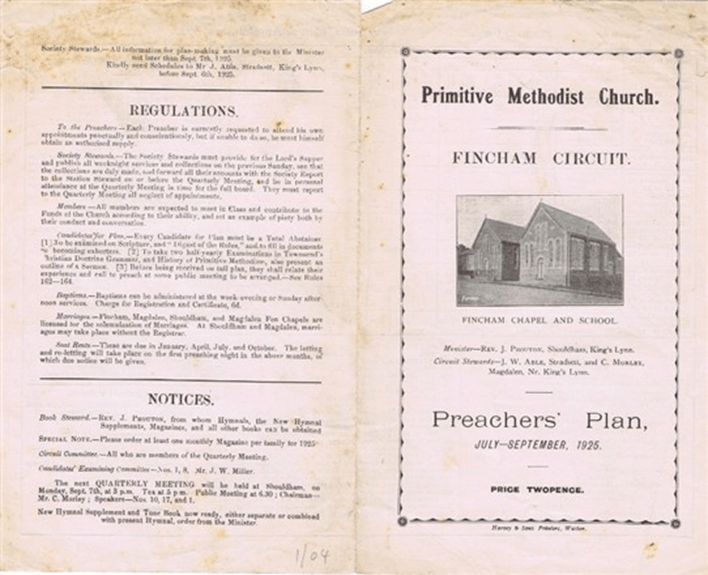 Society Stewards.—All information for plan-making must be given to the Minister
not later than Sept. 7th, 1925.
Kindly send Schedules to Mr J. Able, Stradsett, King's Lynn,
before Sept. 6th, 1925.
REGULATIONS.
To the Preachers—Each Preacher is earnestly requested to attend his own
appointments punctually and conscientiously, but if unable to do so, he must himself
obtain an authorised supply.
Society Stewards.—The Society Stewards must provide for the Lord's Supper
and publish all weeknight services and collections on the previous Sunday, see that
the collections are duly made, and forward all their accounts with the Society Report
to the Station Steward on or before the Quarterly Meeting, and be in personal
attendance at the Quarterly Meeting in time for the full board. They must report
to the Quarterly Meeting all neglect of appointments.
Members—All members are expected to meet in Class and contribute to the
Funds of the Church according to their ability, and set an example of piety both by
their conduct and conversation.
Candidates for Plan.—Every Candidate for Plan must be a Total Abstainer
[1] To be examined on Scripture, and "Digest of the Rules," and to fill in documents
becoming exhorters. [2] To take two half-yearly Examinations in Townsend's
Christian Doctrine Grammar, and History of Primitive Methodism, also present an
outline of a Sermon. [3] Before being received on full plan, they shall relate their
experience and call to preach at some public meeting to be arranged.—See Rules
162—164.
Baptisms.—Baptisms can be administered at the week evening or Sunday after-
noon services. Charge for Registration and Certificate, 6d.
Marriages.—Fincham, Magdalen, Shouldham, and Magdalen Fen Chapels are
licensed for the solemnization of Marriages. At Shouldham and Magdalen, marri-
ages may take place without the Registrar.
Seat Rents—These are due in January, April, July, and October. The letting
and re-letting will take place on the first preaching night in the above months, of
which due notice will be given.
NOTICES.
Book Steward.—REV. J. PROUTON, from whom Hymnals, the New Hymnal
Supplements, Magazines, and all other books can be obtained
SPECIAL NOTE.—Please order at least one monthly Magazine per family for 1925
Circuit Committee.—All who are members of the Quarterly Meeting.
Candidates' Examining Committee—Nos. 1, 8, Mr. J. W. Miller.
The next QUARTERLY MEETING will be held at Shouldham, on
Monday, Sept. 7th, at 3 p.m. Tea at 5 p.m. Public Meeting at 6.30; Chairman—
Mr. C. Morley; Speakers—Nos. 10, 17, and 1.
New Hymnal Supplement and Tune Book now ready, either separate or combined
with present Hymnal, order from the Minister.
1/04
Primitive Methodist Church.
FINCHAM CIRCUIT.
FINCHAM CHAPEL AND SCHOOL.
Minister—REV. J. PROUTON, Shouldham, King's Lynn.
Circuit Stewards—J. W. ABLE, Stradsett, and C. MORLEY,
Magdalen, Nr. King's Lynn.
Preachers' Plan,
JULY—SEPTEMBER, 1925.
PRICE TWOPENCE.
Harvey & Sons Printers, Watton.